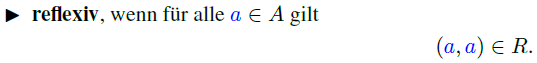 ▶ reflexiv, wenn für alle a ∈ A gilt
(a, a) ∈ R.